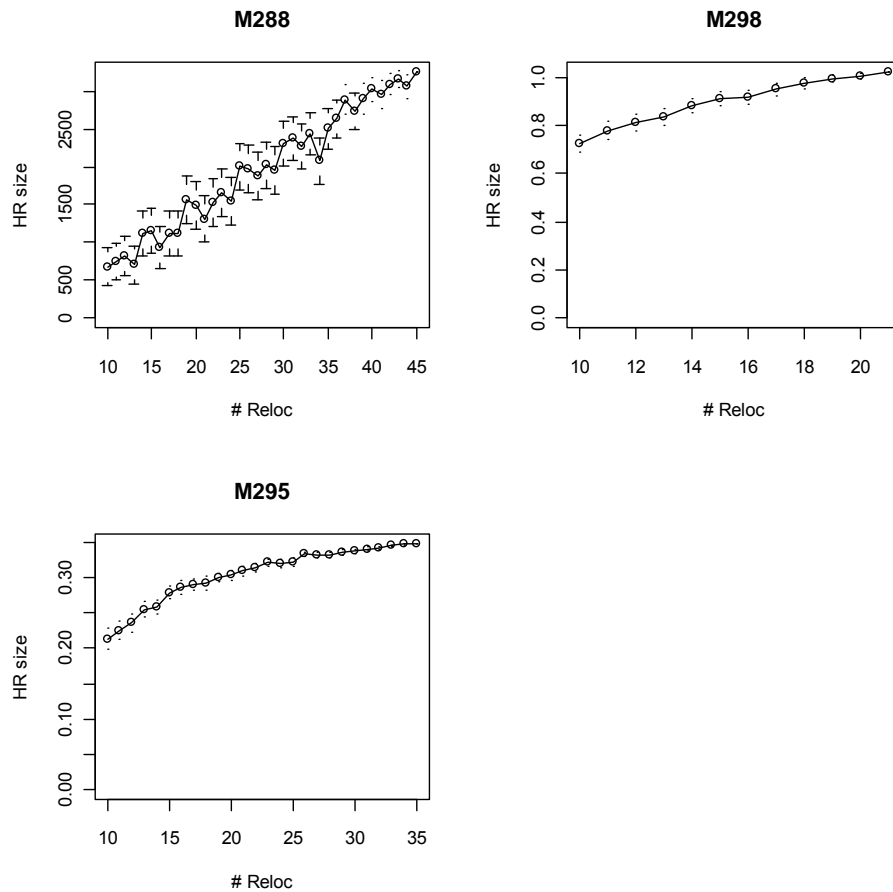 M288
HR size
0 500 1500 2500
10 15 20 25 30 35 40 45
# Reloc
M298
HR size
0.0 0.2 0.4 0.6 0.8 1.0
10 12 14 16 18 20
# Reloc
M295
HR size
0.00 0.10 0.20 0.30
10 15 20 25 30 35
# Reloc